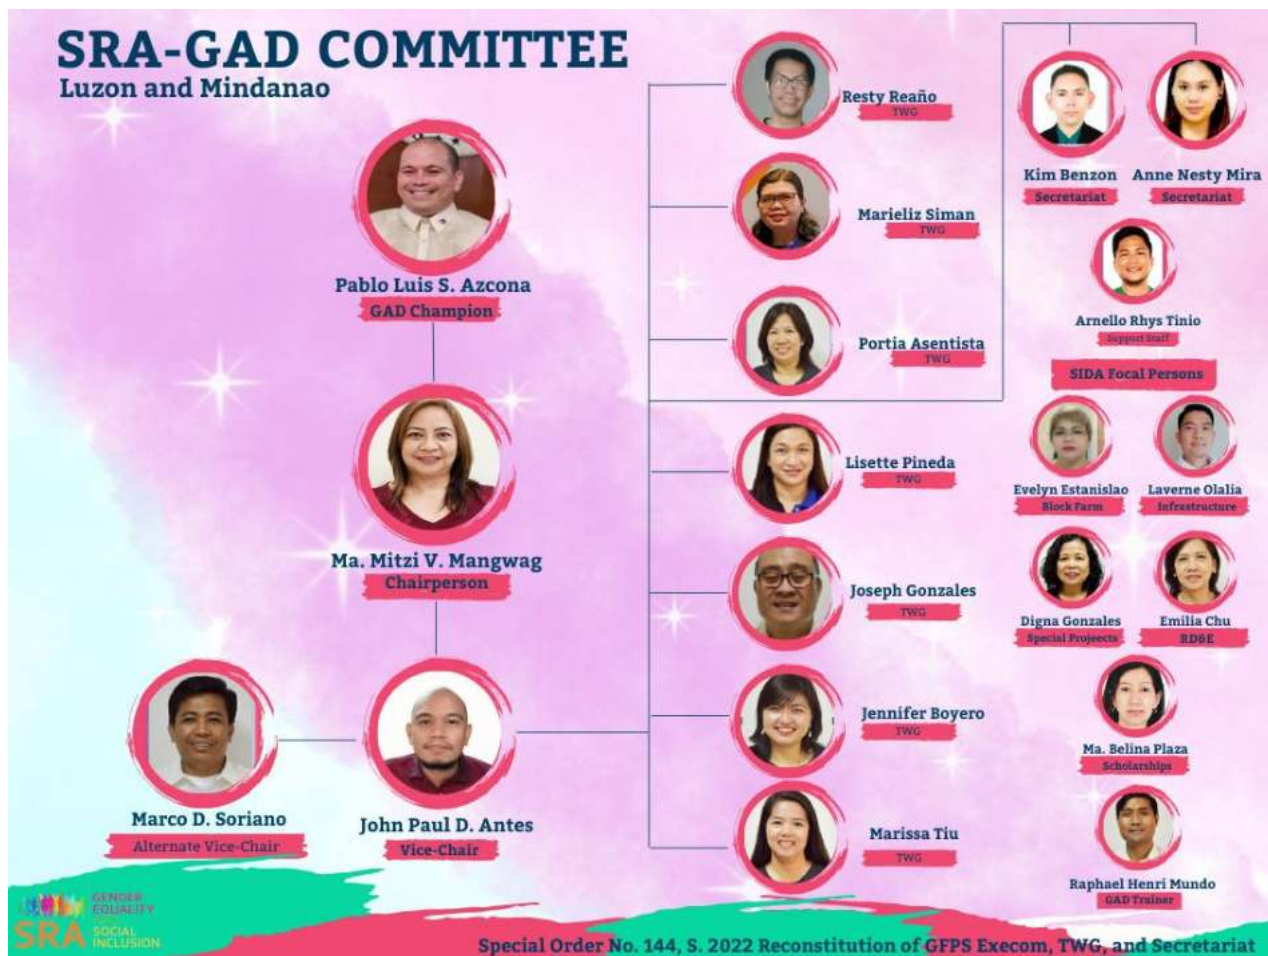 SRA-GAD COMMITTEE
Luzon and Mindanao
Pablo Luis S. Azcona
GAD Champion
Ma. Mitzi V. Mangwag
Chairperson
Marco D. Soriano
Alternate Vice-Chair
John Paul D. Antes
Vice-Chair
Resty Reaño
TWG
Marieliz Siman
TWG
Portia Asentista
TWG
Lisette Pineda
TWG
Joseph Gonzales
TWG
Jennifer Boyero
TWG
Marissa Tiu
TWG
Kim Benzon
Secretariat
Anne Nesty Mira
Secretariat
Arnello Rhys Tinio
Support Staff
SIDA Focal Persons
Evelyn Estanislao
Block Farm
Laverne Olalia
Infrastructure
Digna Gonzales
Special Projeects
Emilia Chu
RD&E
Ma. Belina Plaza
Scholarships
Raphael Henri Mundo
GAD Trainer
SRA
GENDER
EQUALITY
SOCIAL
INCLUSION
Special Order No. 144, S. 2022 Reconstitution of GFPS Execom, TWG, and Secretariat